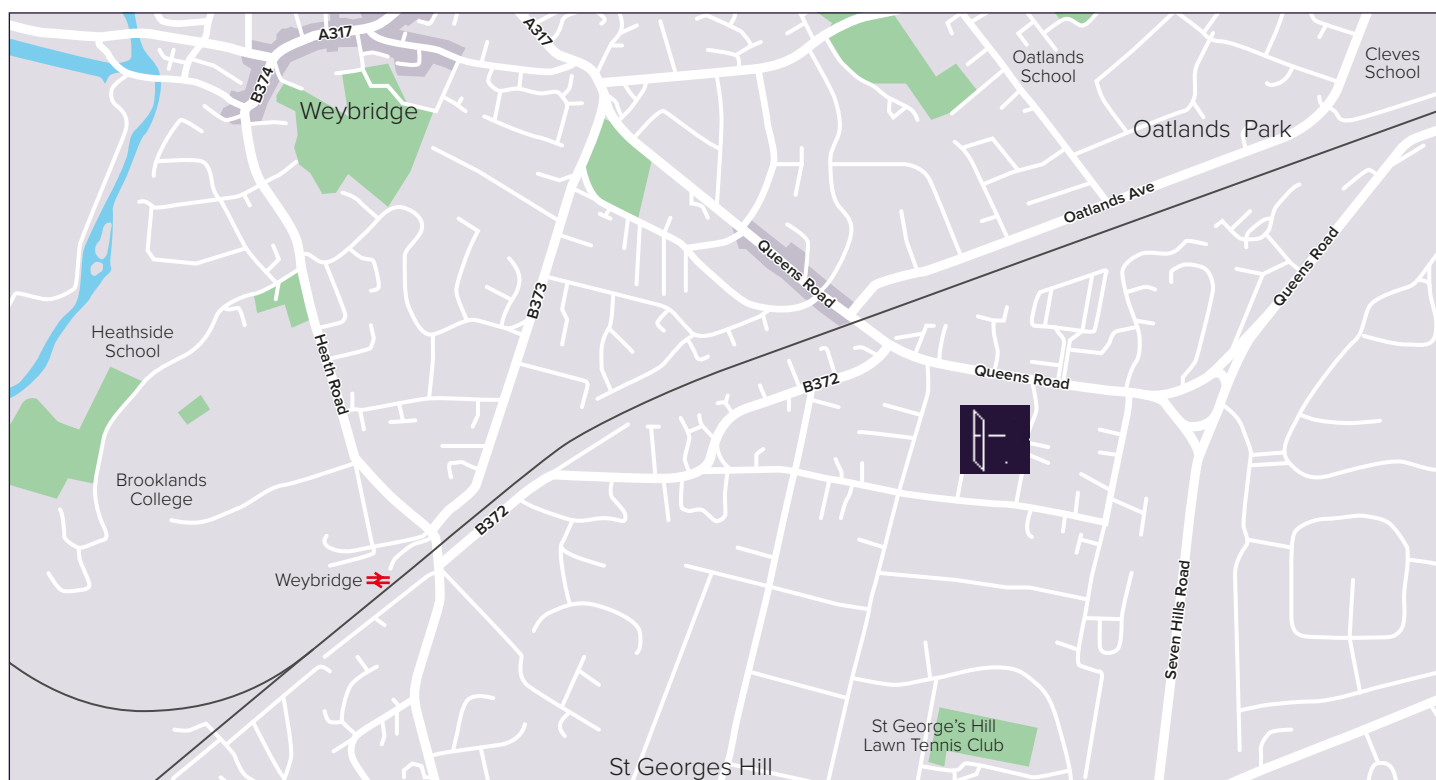 A317
A317
B374
Weybridge
Oatlands
School
Cleves
School
Oatlands Park
Oatlands Ave
Queens Road
Queens Road
B373
Heathside
School
Heath Road
B372
Queens Road
Brooklands
College
B372
Weybridge
Seven Hills Road
St George's Hill
Lawn Tennis Club
St Georges Hill